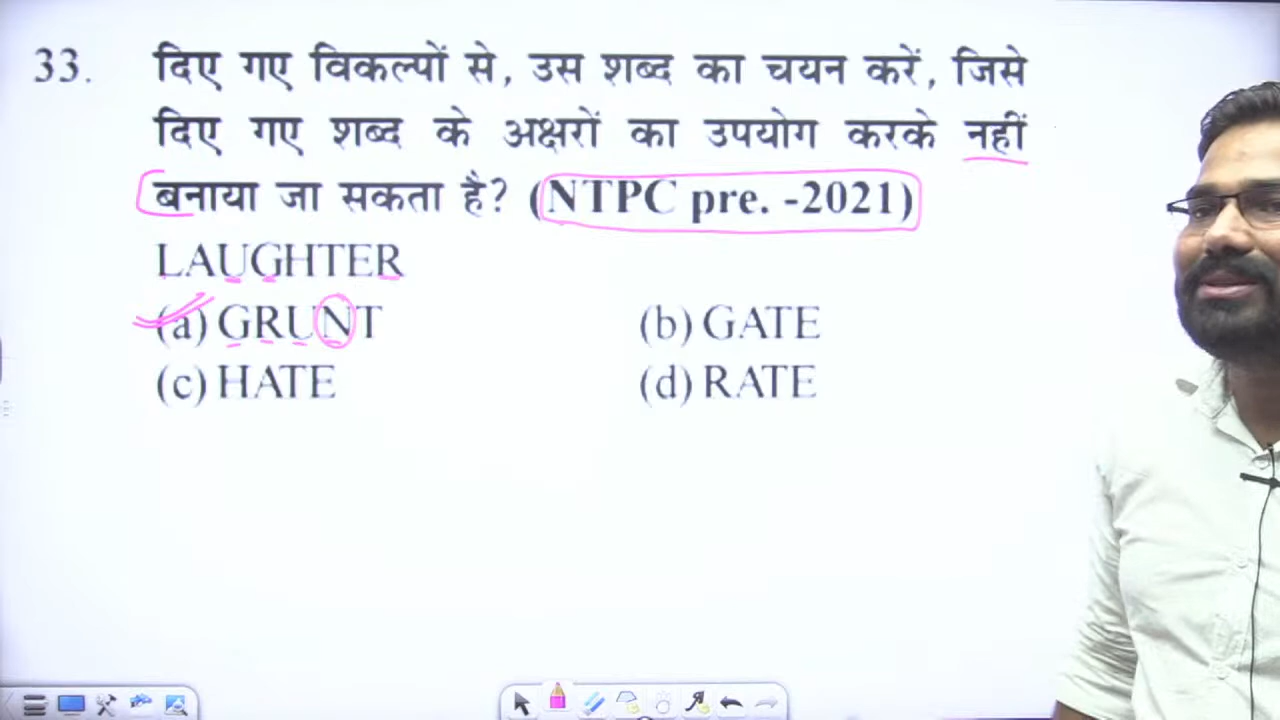 33. दिए गए विकल्पों से, उस शब्द का चयन करें, जिसे
दिए गए शब्द के अक्षरों का उपयोग करके नहीं
बनाया जा सकता है? (NTPC pre. -2021)
LAUGHTER
(a) GRUNT (b) GATE
(c) HATE (d) RATE